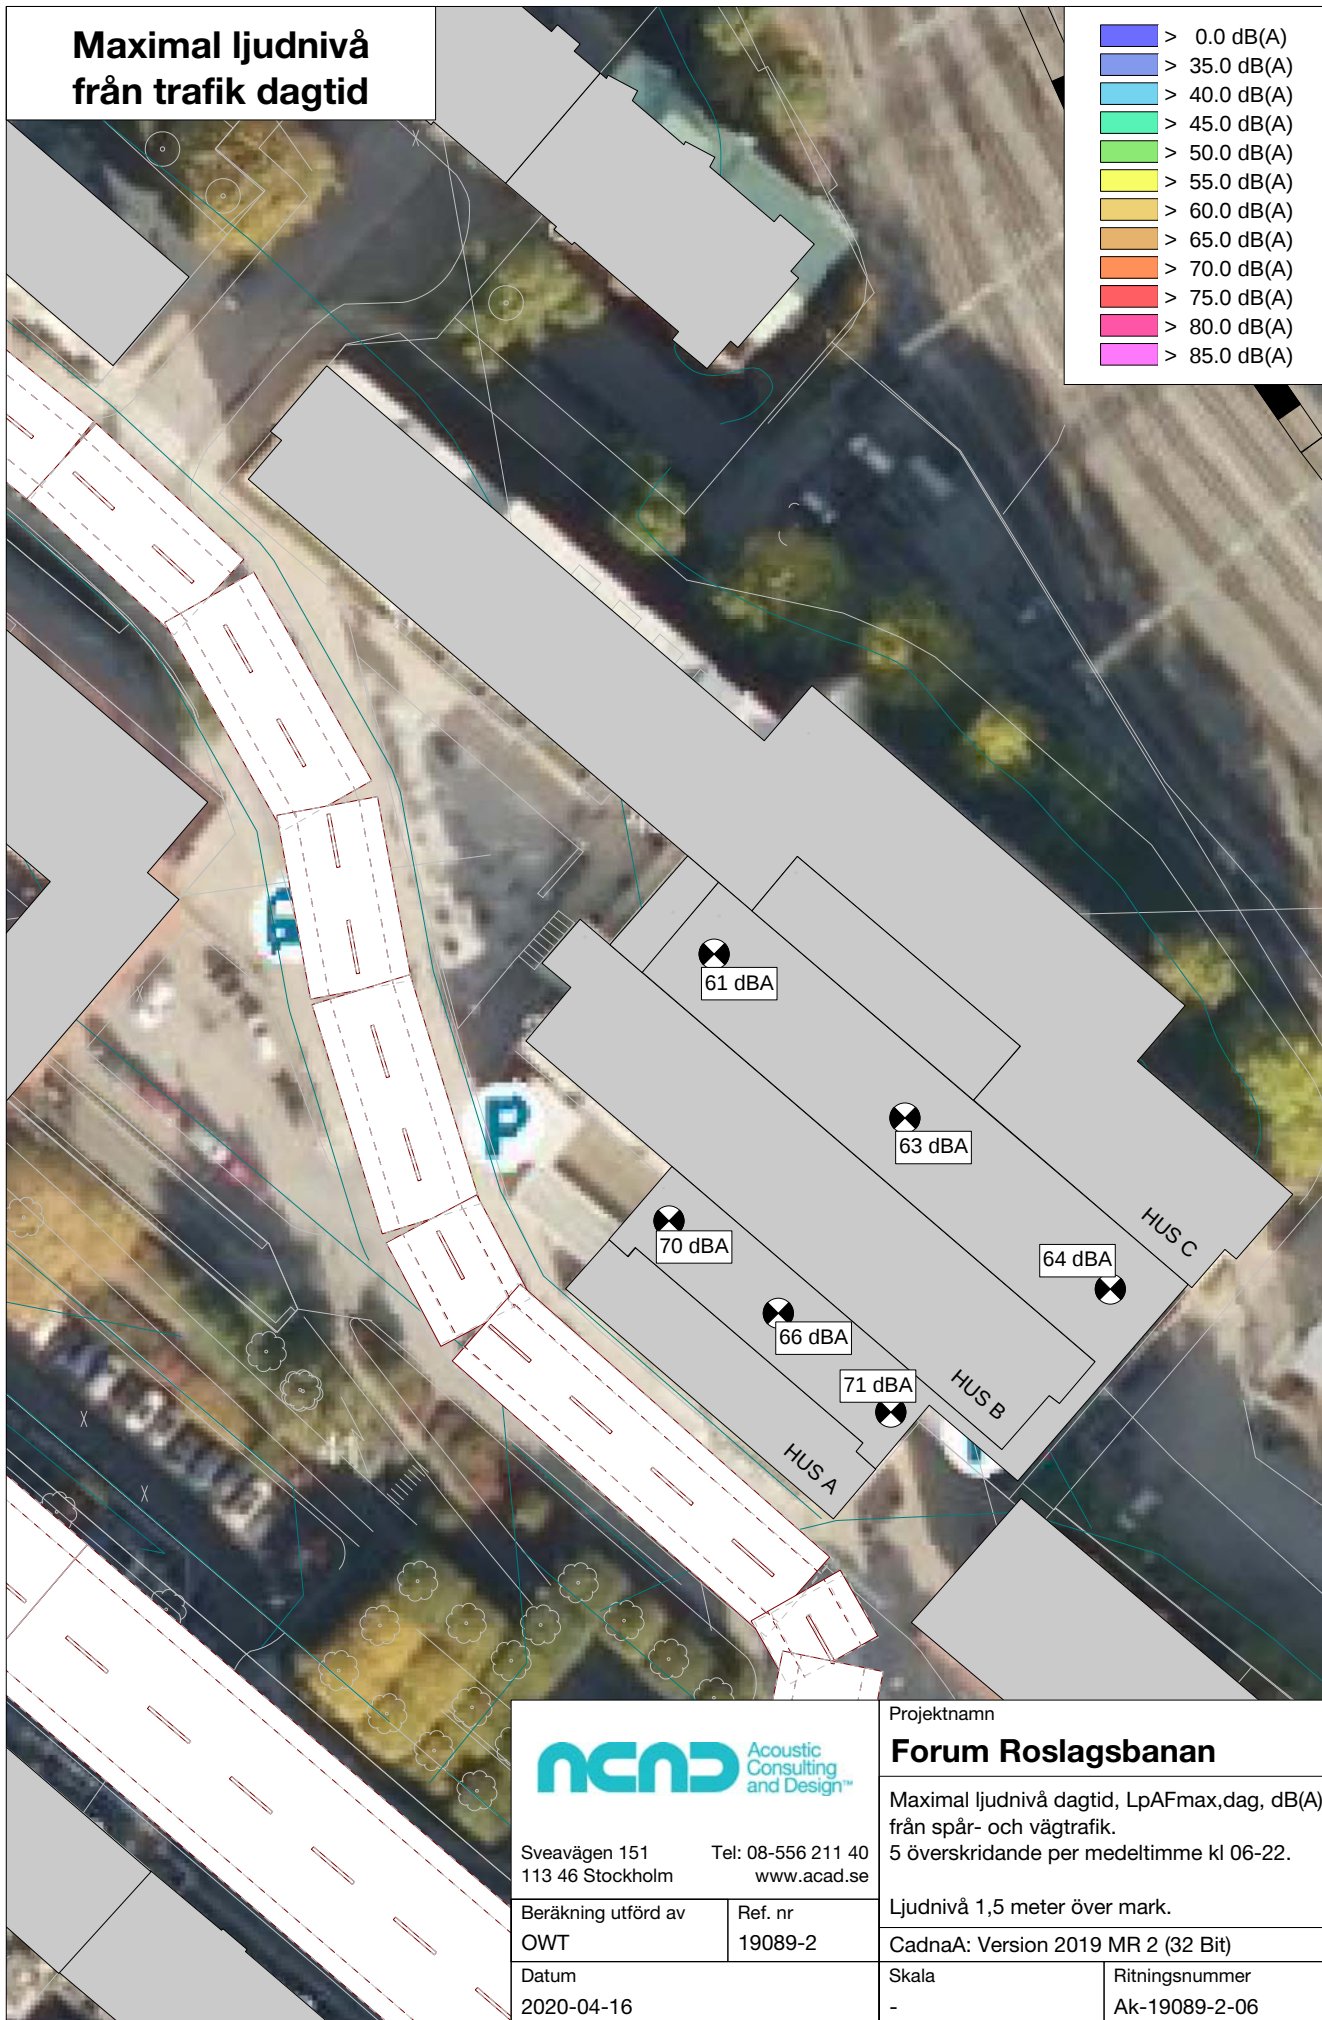 Maximal ljudnivå
från trafik dagtid
> 0.0 dB(A)
> 35.0 dB(A)
> 40.0 dB(A)
> 45.0 dB(A)
> 50.0 dB(A)
> 55.0 dB(A)
> 60.0 dB(A)
> 65.0 dB(A)
> 70.0 dB(A)
> 75.0 dB(A)
> 80.0 dB(A)
> 85.0 dB(A)
61 dBA
P
63 dBA
HUS C
70 dBA
64 dBA
66 dBA
71 dBA
HUS B
HUS A
ACAD
Acoustic
Consulting
and Design™
Sveavägen 151
113 46 Stockholm
Tel: 08-556 211 40
www.acad.se
Beräkning utförd av
OWT
Ref. nr
19089-2
Datum
2020-04-16
Projektnamn
Forum Roslagsbanan
Maximal ljudnivå dagtid, LpAFmax,dag, dB(A)
från spår- och vägtrafik.
5 överskridande per medeltimme kl 06-22.
Ljudnivå 1,5 meter över mark.
CadnaA: Version 2019 MR 2 (32 Bit)
Skala
-
Ritningsnummer
Ak-19089-2-06